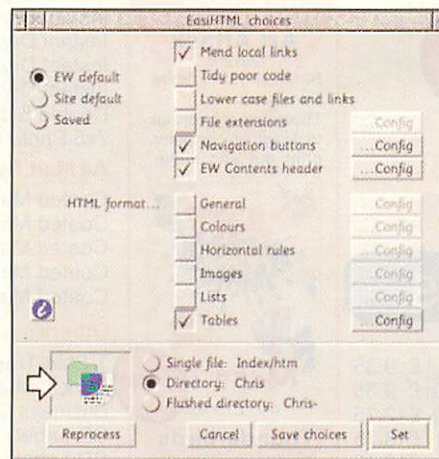 EasiHTML choices
Mend local links
EW default
Tidy poor code
Site default
Lower case files and links
Saved
File extensions ...Config
Navigation buttons ...Config
EW Contents header ...Config
HTML format... General ...Config
Colours ...Config
Horizontal rules ...Config
Images ...Config
Lists ...Config
Tables ...Config
Single file: Index/htm
Directory: Chris
Flushed directory: Chris-
Reprocess Cancel Save choices Set